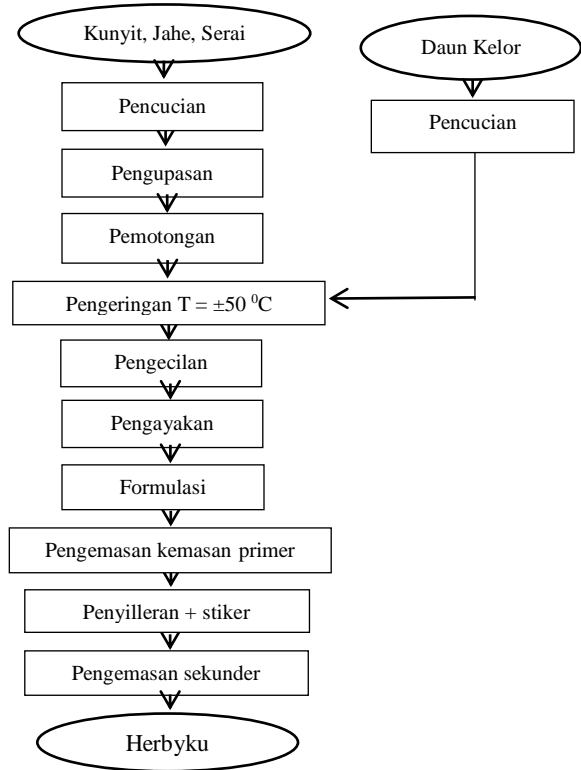 Kunyit, Jahe, Serai
Pencucian
Pengupasan
Pemotongan
Daun Kelor
Pencucian
Pengeringan T = ±50 ⁰C
Pengecilan
Pengayakan
Formulasi
Pengemasan kemasan primer
Penyilleran + stiker
Pengemasan sekunder
Herbyku